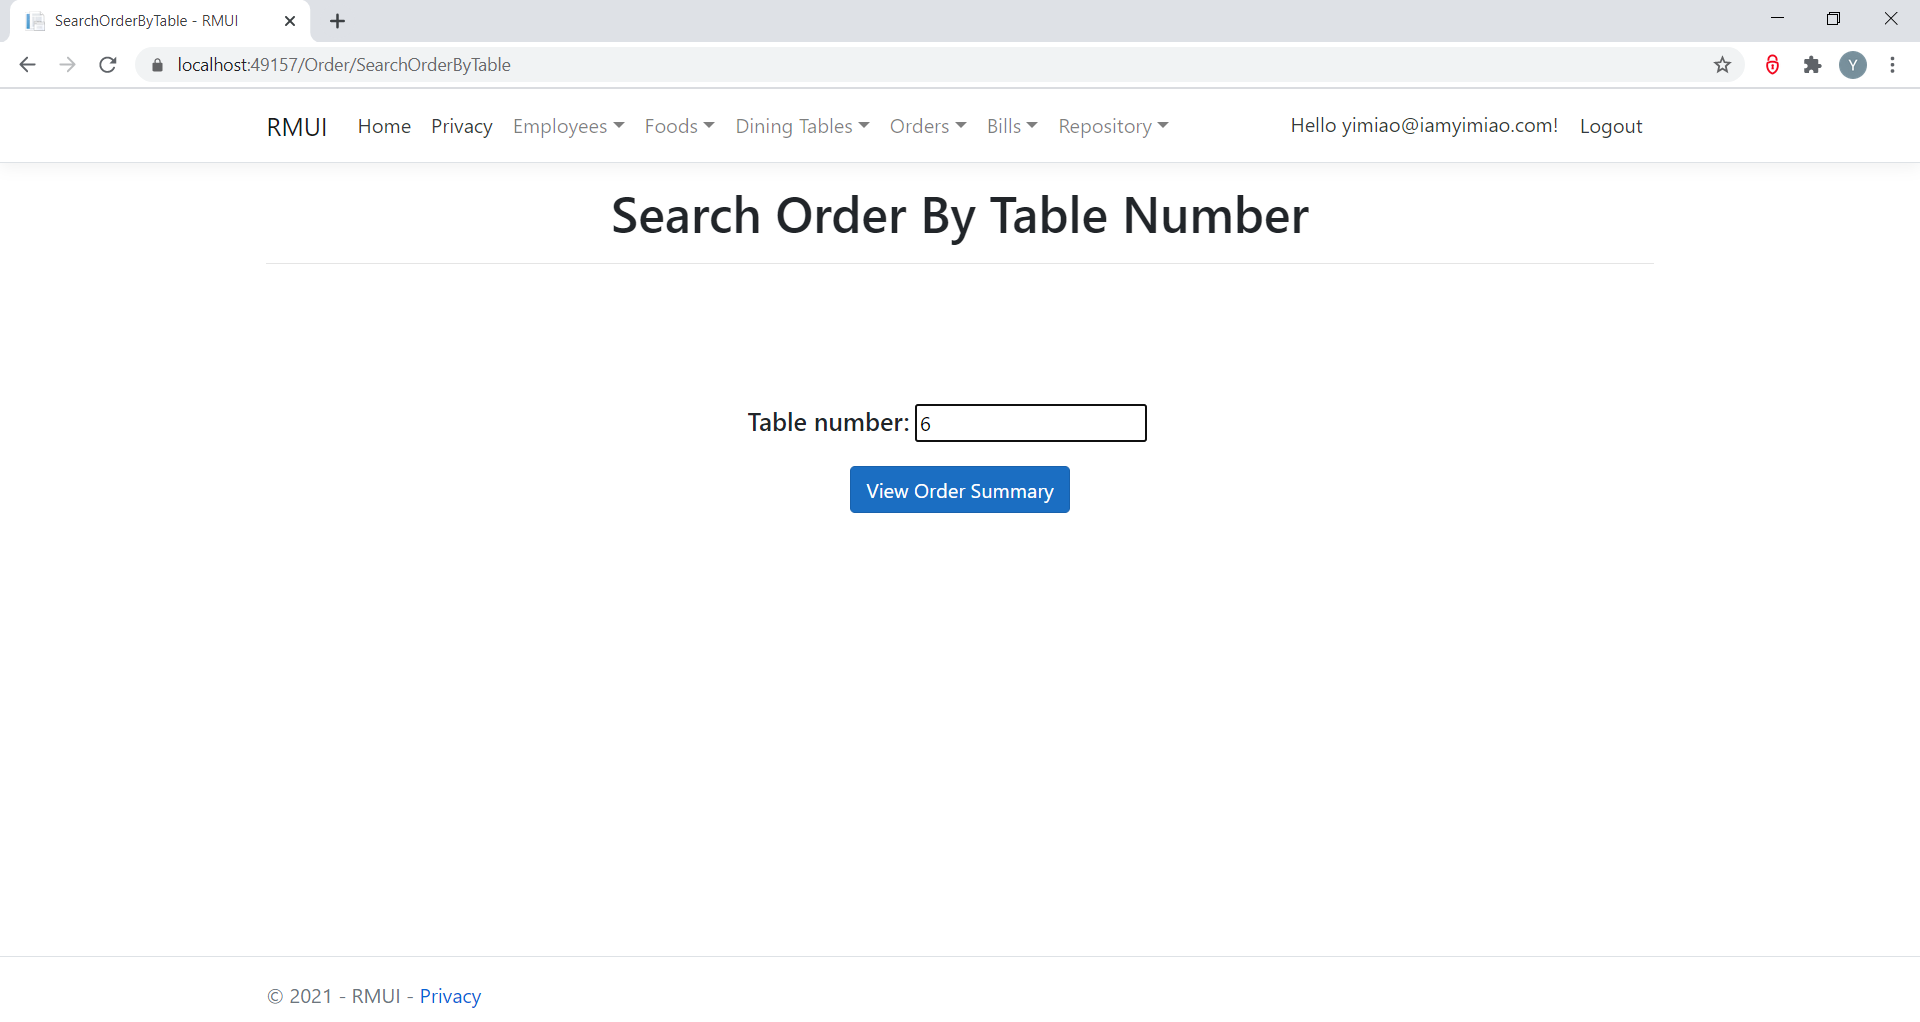 SearchOrderByTable - RMUI
localhost:49157/Order/SearchOrderByTable
Y
RMUI Home Privacy Employees Foods Dining Tables Orders Bills Repository Hello yimiao@iamyimiao.com! Logout
Search Order By Table Number
Table number: 6
View Order Summary
© 2021 - RMUI - Privacy